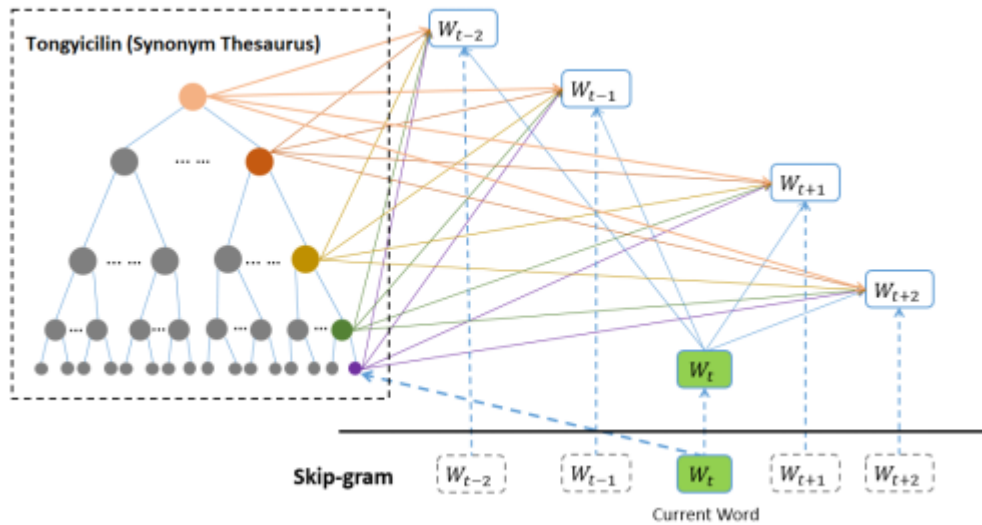 Tongyicilin (Synonym Thesaurus)
W_{t−2}
W_{t−1}
... ...
W_{t+1}
... ... ... ...
W_{t+2}
... ... ... ...
W_t
Skip-gram W_{t−2} W_{t−1} W_t W_{t+1} W_{t+2}
Current Word